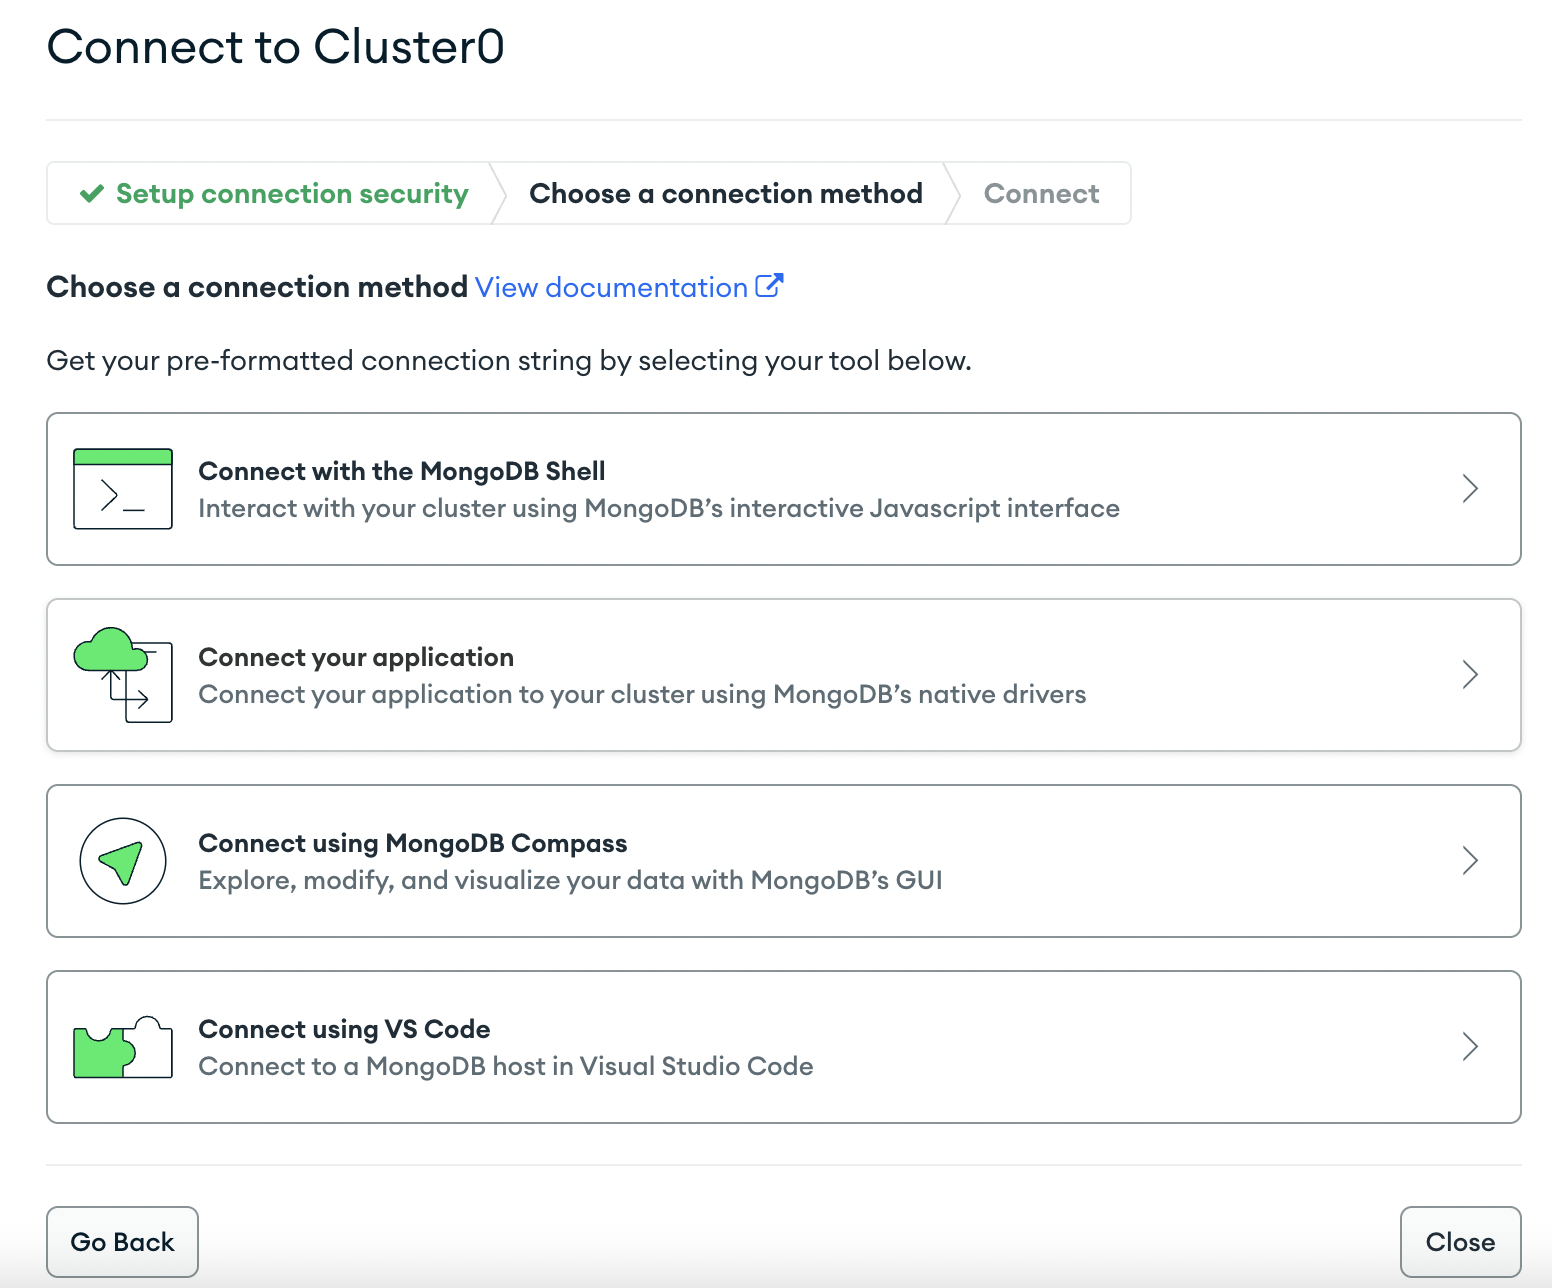 Connect to Cluster0
Setup connection security
Choose a connection method
Connect
Choose a connection method View documentation
Get your pre-formatted connection string by selecting your tool below.
Connect with the MongoDB Shell
Interact with your cluster using MongoDB’s interactive Javascript interface
Connect your application
Connect your application to your cluster using MongoDB’s native drivers
Connect using MongoDB Compass
Explore, modify, and visualize your data with MongoDB’s GUI
Connect using VS Code
Connect to a MongoDB host in Visual Studio Code
Go Back
Close